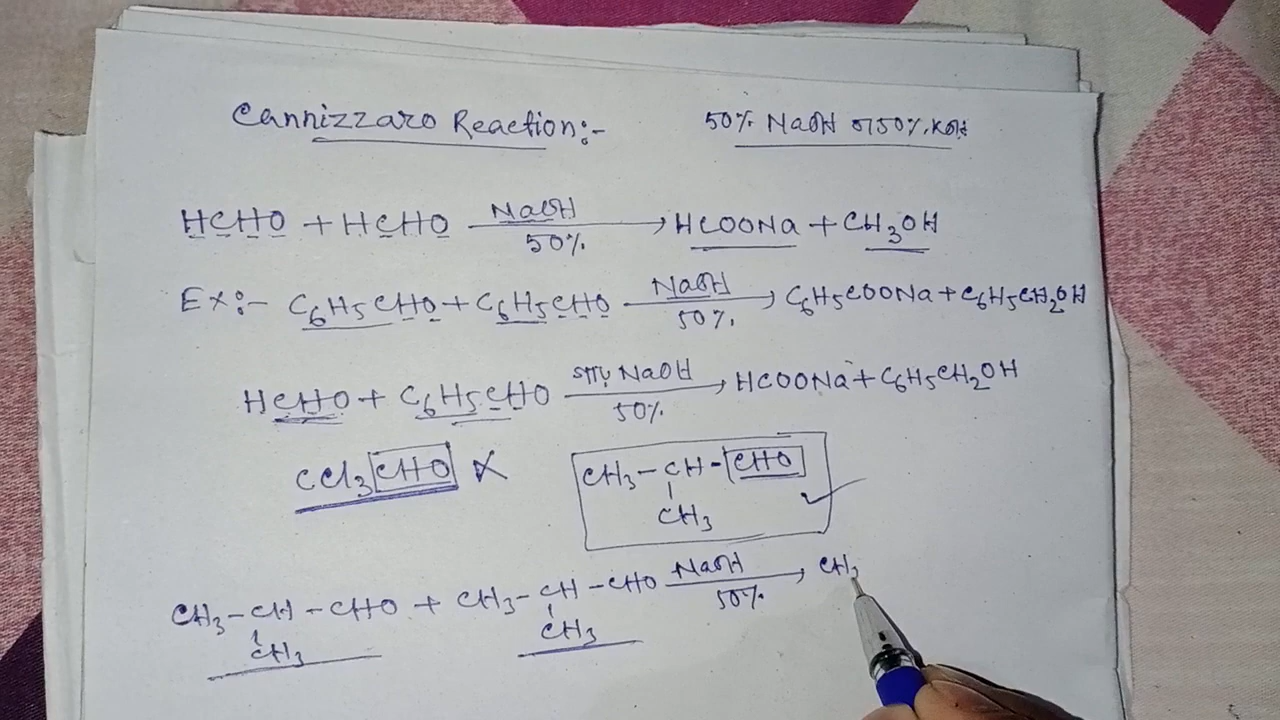 Cannizzaro Reaction:-
50% NaOH or 50% KOH
HCHO + HCHO NaOH 50% → HCOONa + CH₃OH
Ex:- C₆H₅CHO + C₆H₅CHO NaOH 50% → C₆H₅COONa + C₆H₅CH₂OH
HCHO + C₆H₅CHO NaOH 50% → HCOONa + C₆H₅CH₂OH
CCl₃CHO ×
CH₃-CH-CHO ✓
CH₃
CH₃-CH-CHO + CH₃-CH-CHO NaOH 50% → CH₃
CH₃ CH₃